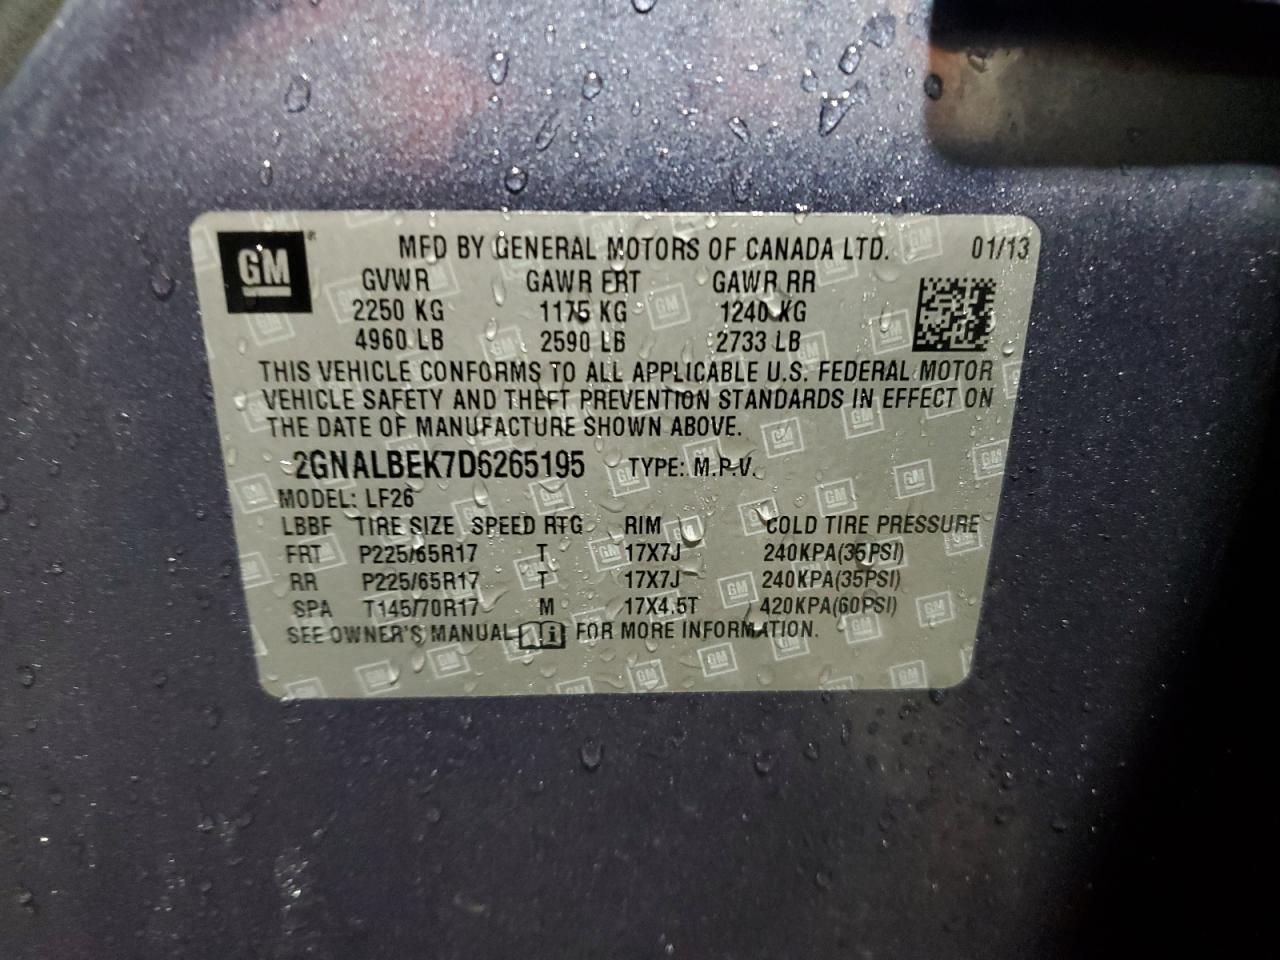 GM MFD BY GENERAL MOTORS OF CANADA LTD. 01/13
GVWR GAWR FRT GAWR RR
2250 KG 1175 KG 1240 KG
4960 LB 2590 LB 2733 LB
THIS VEHICLE CONFORMS TO ALL APPLICABLE U.S. FEDERAL MOTOR
VEHICLE SAFETY AND THEFT PREVENTION STANDARDS IN EFFECT ON
THE DATE OF MANUFACTURE SHOWN ABOVE.
2GNALBEK7D6265195 TYPE: M.P.V.
MODEL: LF26
LBBF TIRE SIZE SPEED RTG RIM COLD TIRE PRESSURE
FRT P225/65R17 T 17X7J 240KPA(35PSI)
RR P225/65R17 T 17X7J 240KPA(35PSI)
SPA T145/70R17 M 17X4.5T 420KPA(60PSI)
SEE OWNER'S MANUAL FOR MORE INFORMATION.